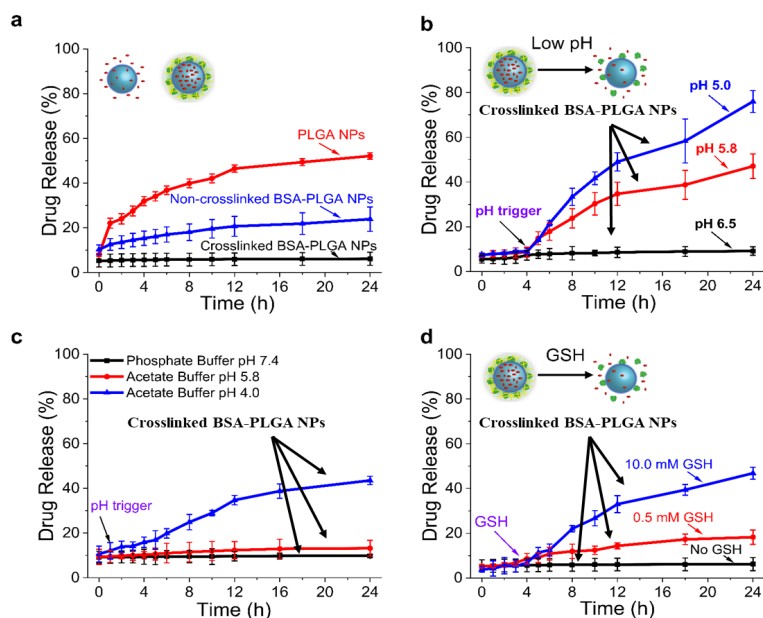 a
Drug Release (%)
100
80
60
40
20
0
PLGA NPs
Non-crosslinked BSA-PLGA NPs
Crosslinked BSA-PLGA NPs
0 4 8 12 16 20 24
Time (h)
b
Drug Release (%)
100
80
60
40
20
0
Low pH
Crosslinked BSA-PLGA NPs
pH 5.0
pH 5.8
pH trigger
pH 6.5
0 4 8 12 16 20 24
Time (h)
c
Drug Release (%)
100
80
60
40
20
0
Phosphate Buffer pH 7.4
Acetate Buffer pH 5.8
Acetate Buffer pH 4.0
Crosslinked BSA-PLGA NPs
pH trigger
0 4 8 12 16 20 24
Time (h)
d
Drug Release (%)
100
80
60
40
20
0
GSH
Crosslinked BSA-PLGA NPs
10.0 mM GSH
GSH
0.5 mM GSH
No GSH
0 4 8 12 16 20 24
Time (h)